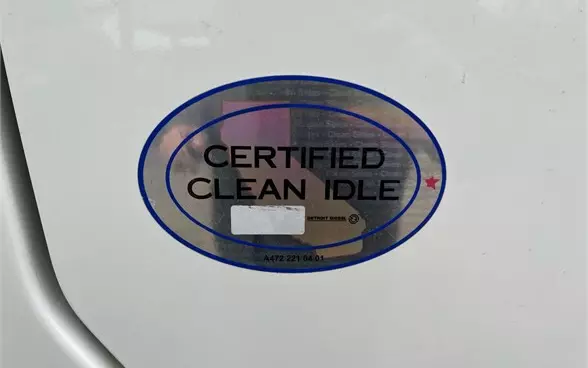 CERTIFIED
CLEAN IDLE
DETROIT DIESEL
A472 221 04 01